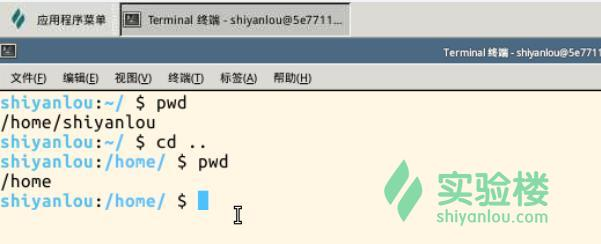 应用程序菜单 Terminal 终端 - shiyanlou@5e7711...
Terminal 终端 - shiyanlou@5e7711
文件(F) 编辑(E) 视图(V) 终端(T) 标签(A) 帮助(H)
shiyanlou:~/ $ pwd
/home/shiyanlou
shiyanlou:~/ $ cd ..
shiyanlou:/home/ $ pwd
/home
shiyanlou:/home/ $
实验楼
shiyanlou.com